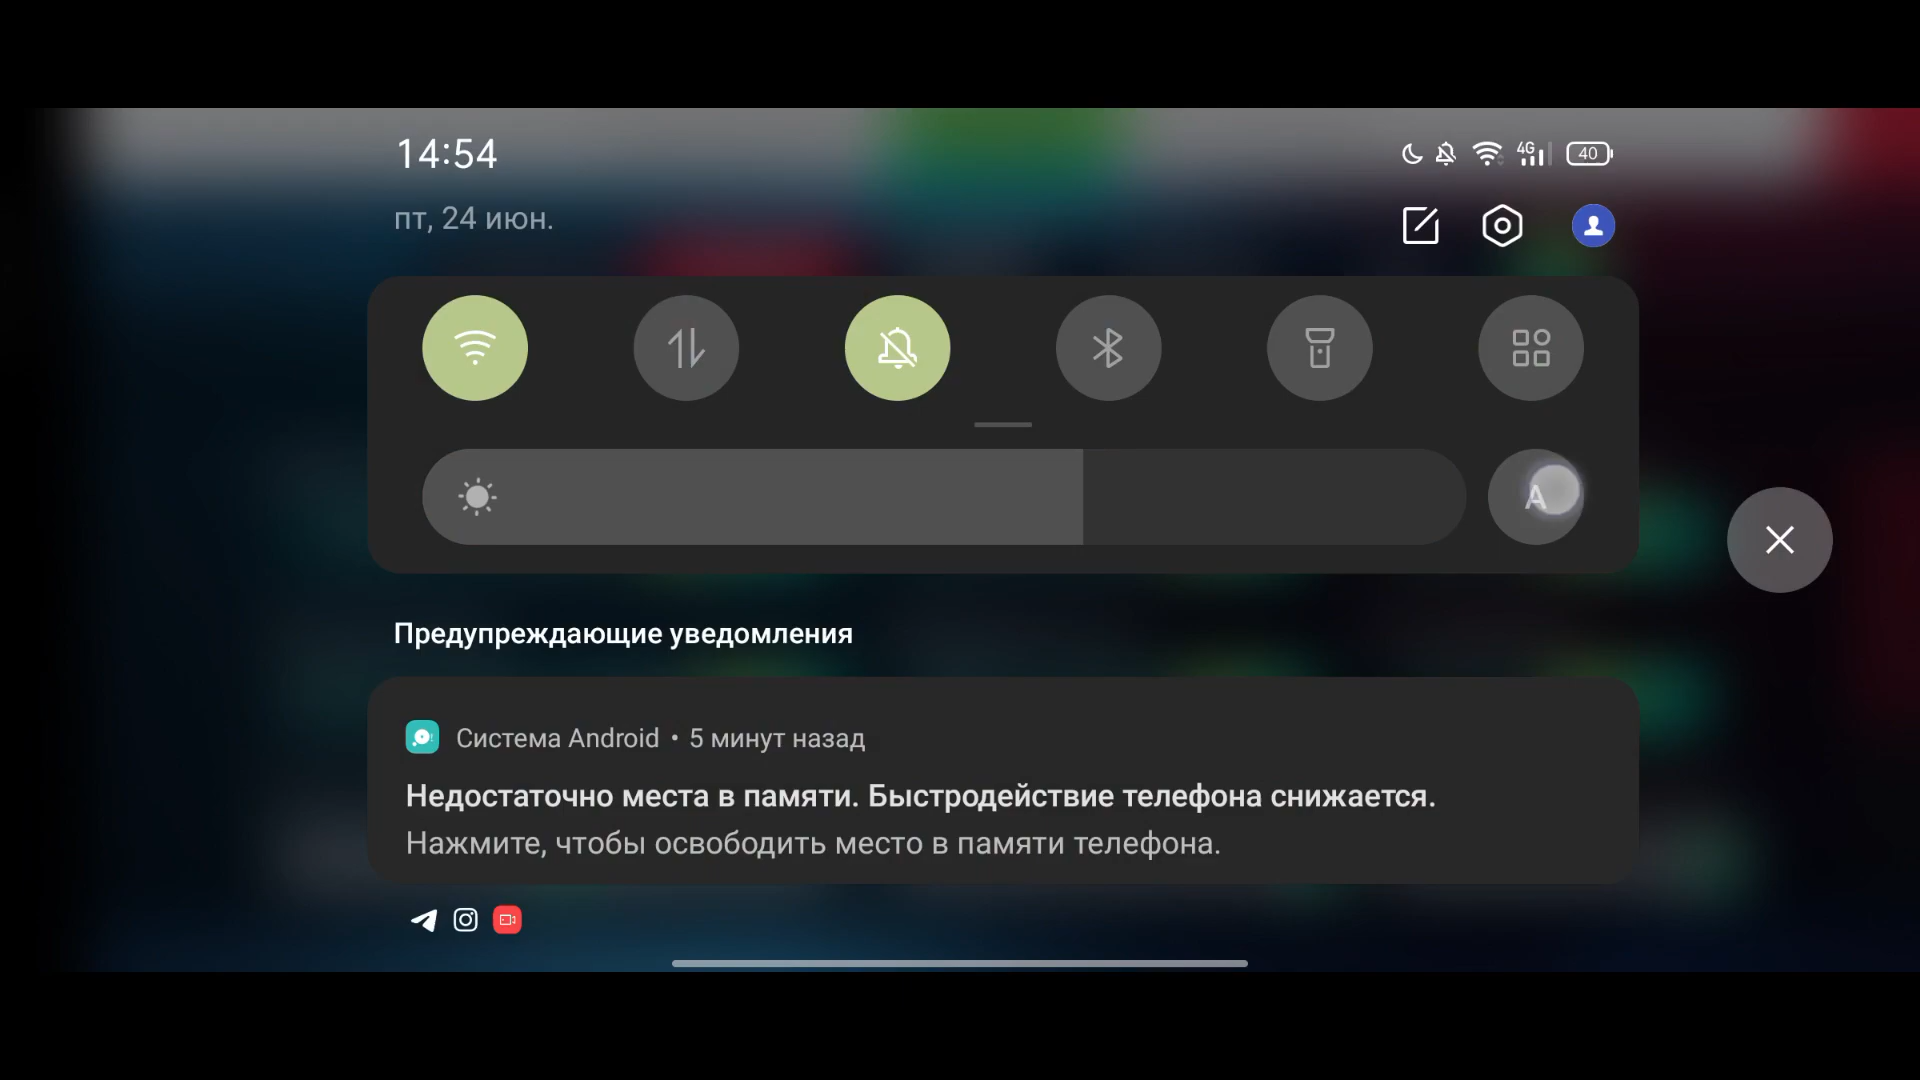 14:54
4G
40
пт, 24 июн.
A
Предупреждающие уведомления
Система Android • 5 минут назад
Недостаточно места в памяти. Быстродействие телефона снижается.
Нажмите, чтобы освободить место в памяти телефона.